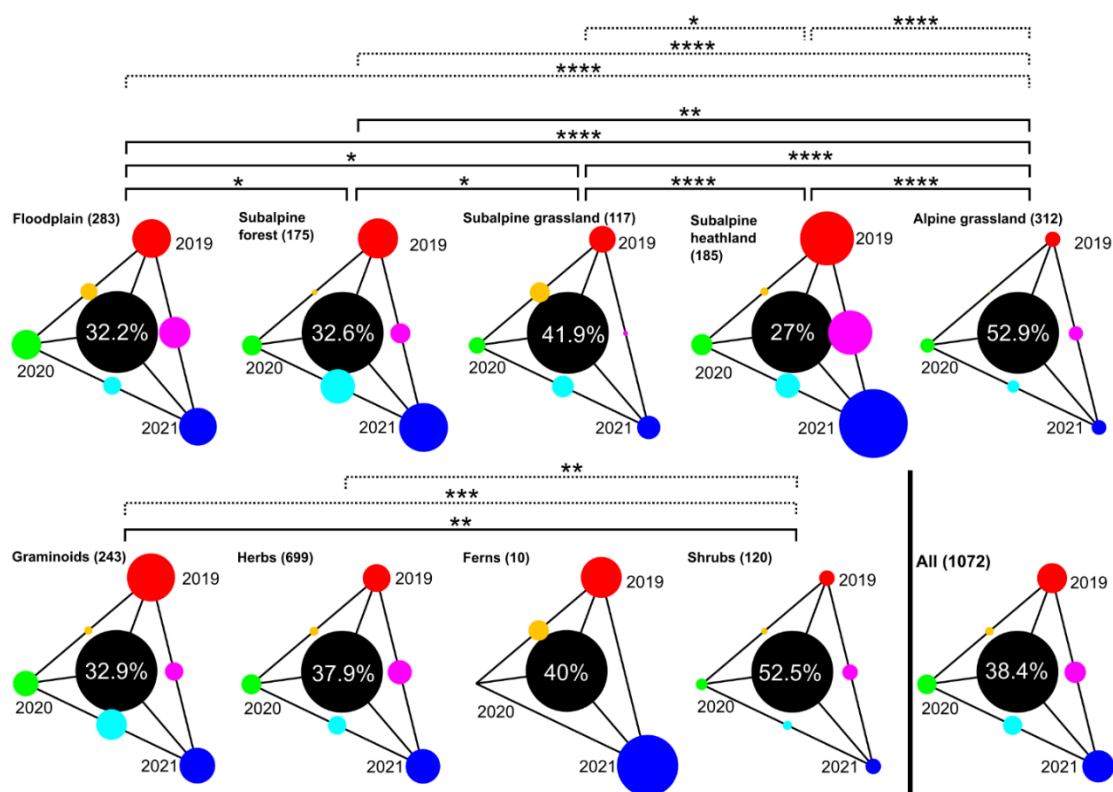 * ****
****
****
**
****
* ****
* * **** ****
Floodplain (283)
Subalpine
forest (175)
Subalpine grassland (117)
Subalpine
heathland
(185)
Alpine grassland (312)
2019 2019 2019 2019 2019
32.2% 32.6% 41.9% 27% 52.9%
2020 2020 2020 2020 2020
2021 2021 2021 2021 2021
**
***
**
Graminoids (243) Herbs (699) Ferns (10) Shrubs (120) All (1072)
2019 2019 2019 2019 2019
32.9% 37.9% 40% 52.5% 38.4%
2020 2020 2020 2020 2020
2021 2021 2021 2021 2021